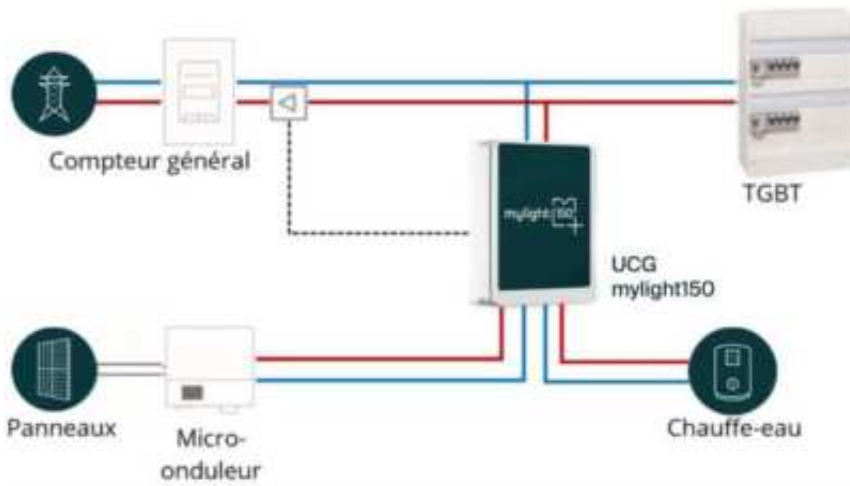 Compteur général
TGBT
mylight150
UCG
mylight150
Panneaux
Micro-
onduleur
Chauffe-eau